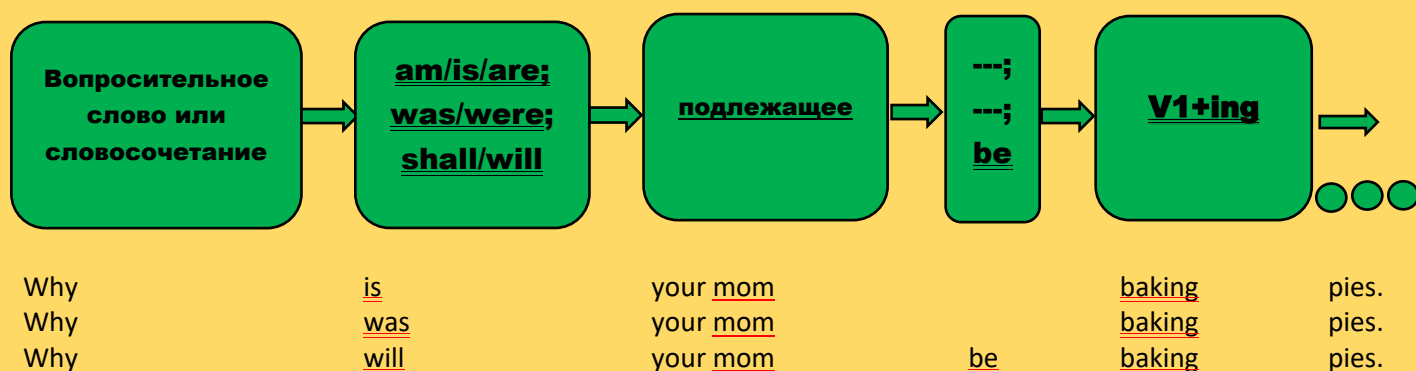 Вопросительное
слово или
словосочетание
am/is/are;
was/were;
shall/will
подлежащее
---;
---;
be
V1+ing
Why is your mom baking pies.
Why was your mom baking pies.
Why will your mom be baking pies.